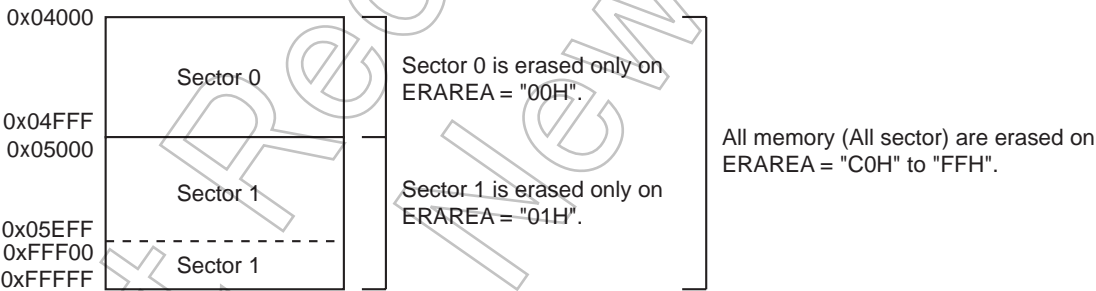 0x04000
Sector 0
Sector 0 is erased only on
ERAREA = "00H".
0x04FFF
0x05000
All memory (All sector) are erased on
ERAREA = "C0H" to "FFH".
Sector 1
Sector 1 is erased only on
ERAREA = "01H".
0x05EFF
0xFFF00
Sector 1
0xFFFFF